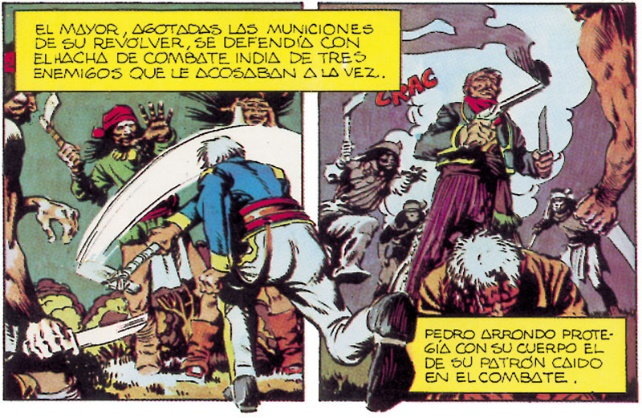 EL MAYOR, AGOTADAS LAS MUNICIONES
DE SU REVOLVER, SE DEFENDÍA CON
EL HACHA DE COMBATE INDIA DE TRES
ENEMIGOS QUE LE ACOSABAN A LA VEZ.
CRAC
PEDRO ARRONDO PROTE-
GÍA CON SU CUERPO EL
DE SU PATRÓN CAIDO
EN EL COMBATE.